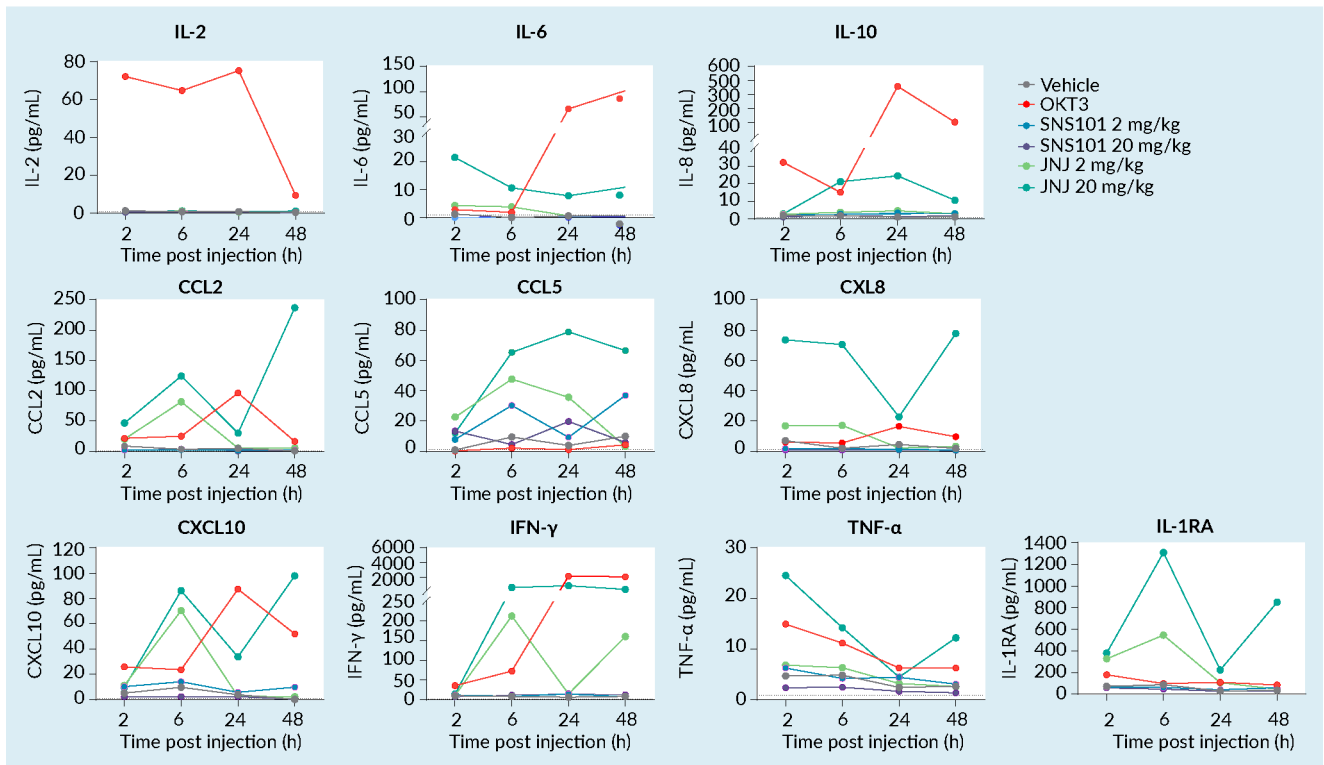 IL-2
IL-6
IL-10
80
60
40
20
0
IL-2 (pg/mL)
2 6 24 48
Time post injection (h)
150
100
50
30
20
10
0
IL-6 (pg/mL)
2 6 24 48
Time post injection (h)
600
500
400
300
200
100
40
30
20
10
0
IL-8 (pg/mL)
2 6 24 48
Time post injection (h)
Vehicle
OKT3
SNS101 2 mg/kg
SNS101 20 mg/kg
JNJ 2 mg/kg
JNJ 20 mg/kg
CCL2
CCL5
CXL8
250
200
150
100
50
0
CCL2 (pg/mL)
2 6 24 48
Time post injection (h)
100
80
60
40
20
0
CCL5 (pg/mL)
2 6 24 48
Time post injection (h)
100
80
60
40
20
0
CXCL8 (pg/mL
2 6 24 48
Time post injection (h)
CXCL10
IFN-γ
TNF-α
IL-1RA
120
100
80
60
40
20
0
CXCL10 (pg/mL)
2 6 24 48
Time post injection (h)
6000
4000
2000
250
200
150
100
50
0
IFN-γ (pg/mL)
2 6 24 48
Time post injection (h)
30
20
10
0
TNF-α (pg/mL)
2 6 24 48
Time post injection (h)
1400
1200
1000
800
600
400
200
0
IL-1RA (pg/mL)
2 6 24 48
Time post injection (h)